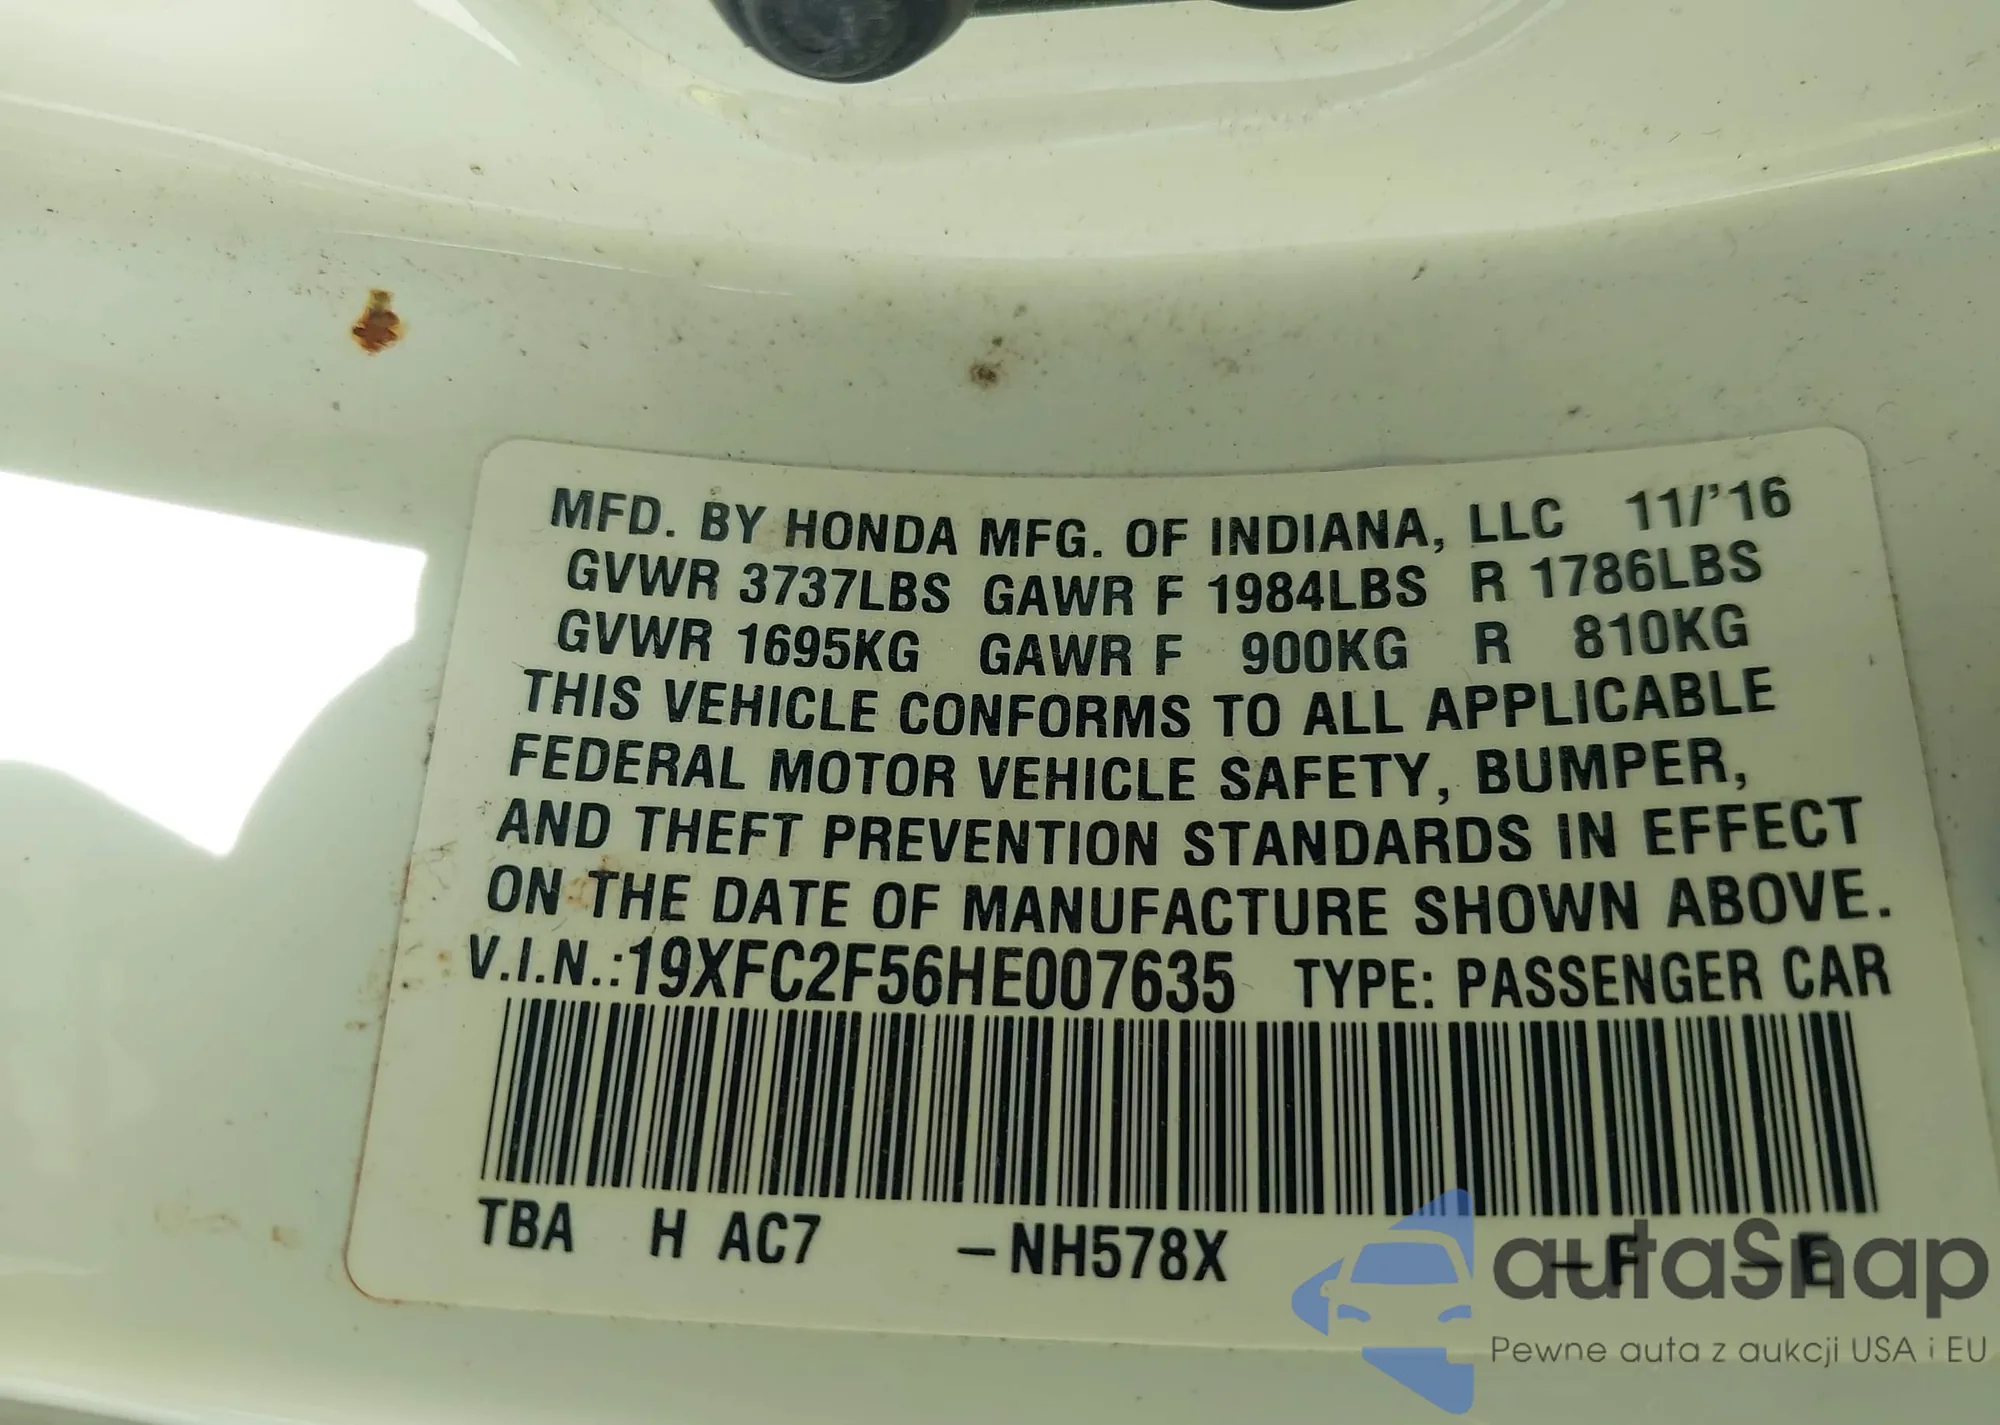 MFD. BY HONDA MFG. OF INDIANA, LLC 11/'16
GVWR 3737LBS GAWR F 1984LBS R 1786LBS
GVWR 1695KG GAWR F 900KG R 810KG
THIS VEHICLE CONFORMS TO ALL APPLICABLE
FEDERAL MOTOR VEHICLE SAFETY, BUMPER,
AND THEFT PREVENTION STANDARDS IN EFFECT
ON THE DATE OF MANUFACTURE SHOWN ABOVE.
V.I.N.:19XFC2F56HE007635 TYPE: PASSENGER CAR
TBA H AC7 –NH578X –F –E
autaSnap
Pewne auta z aukcji USA i EU